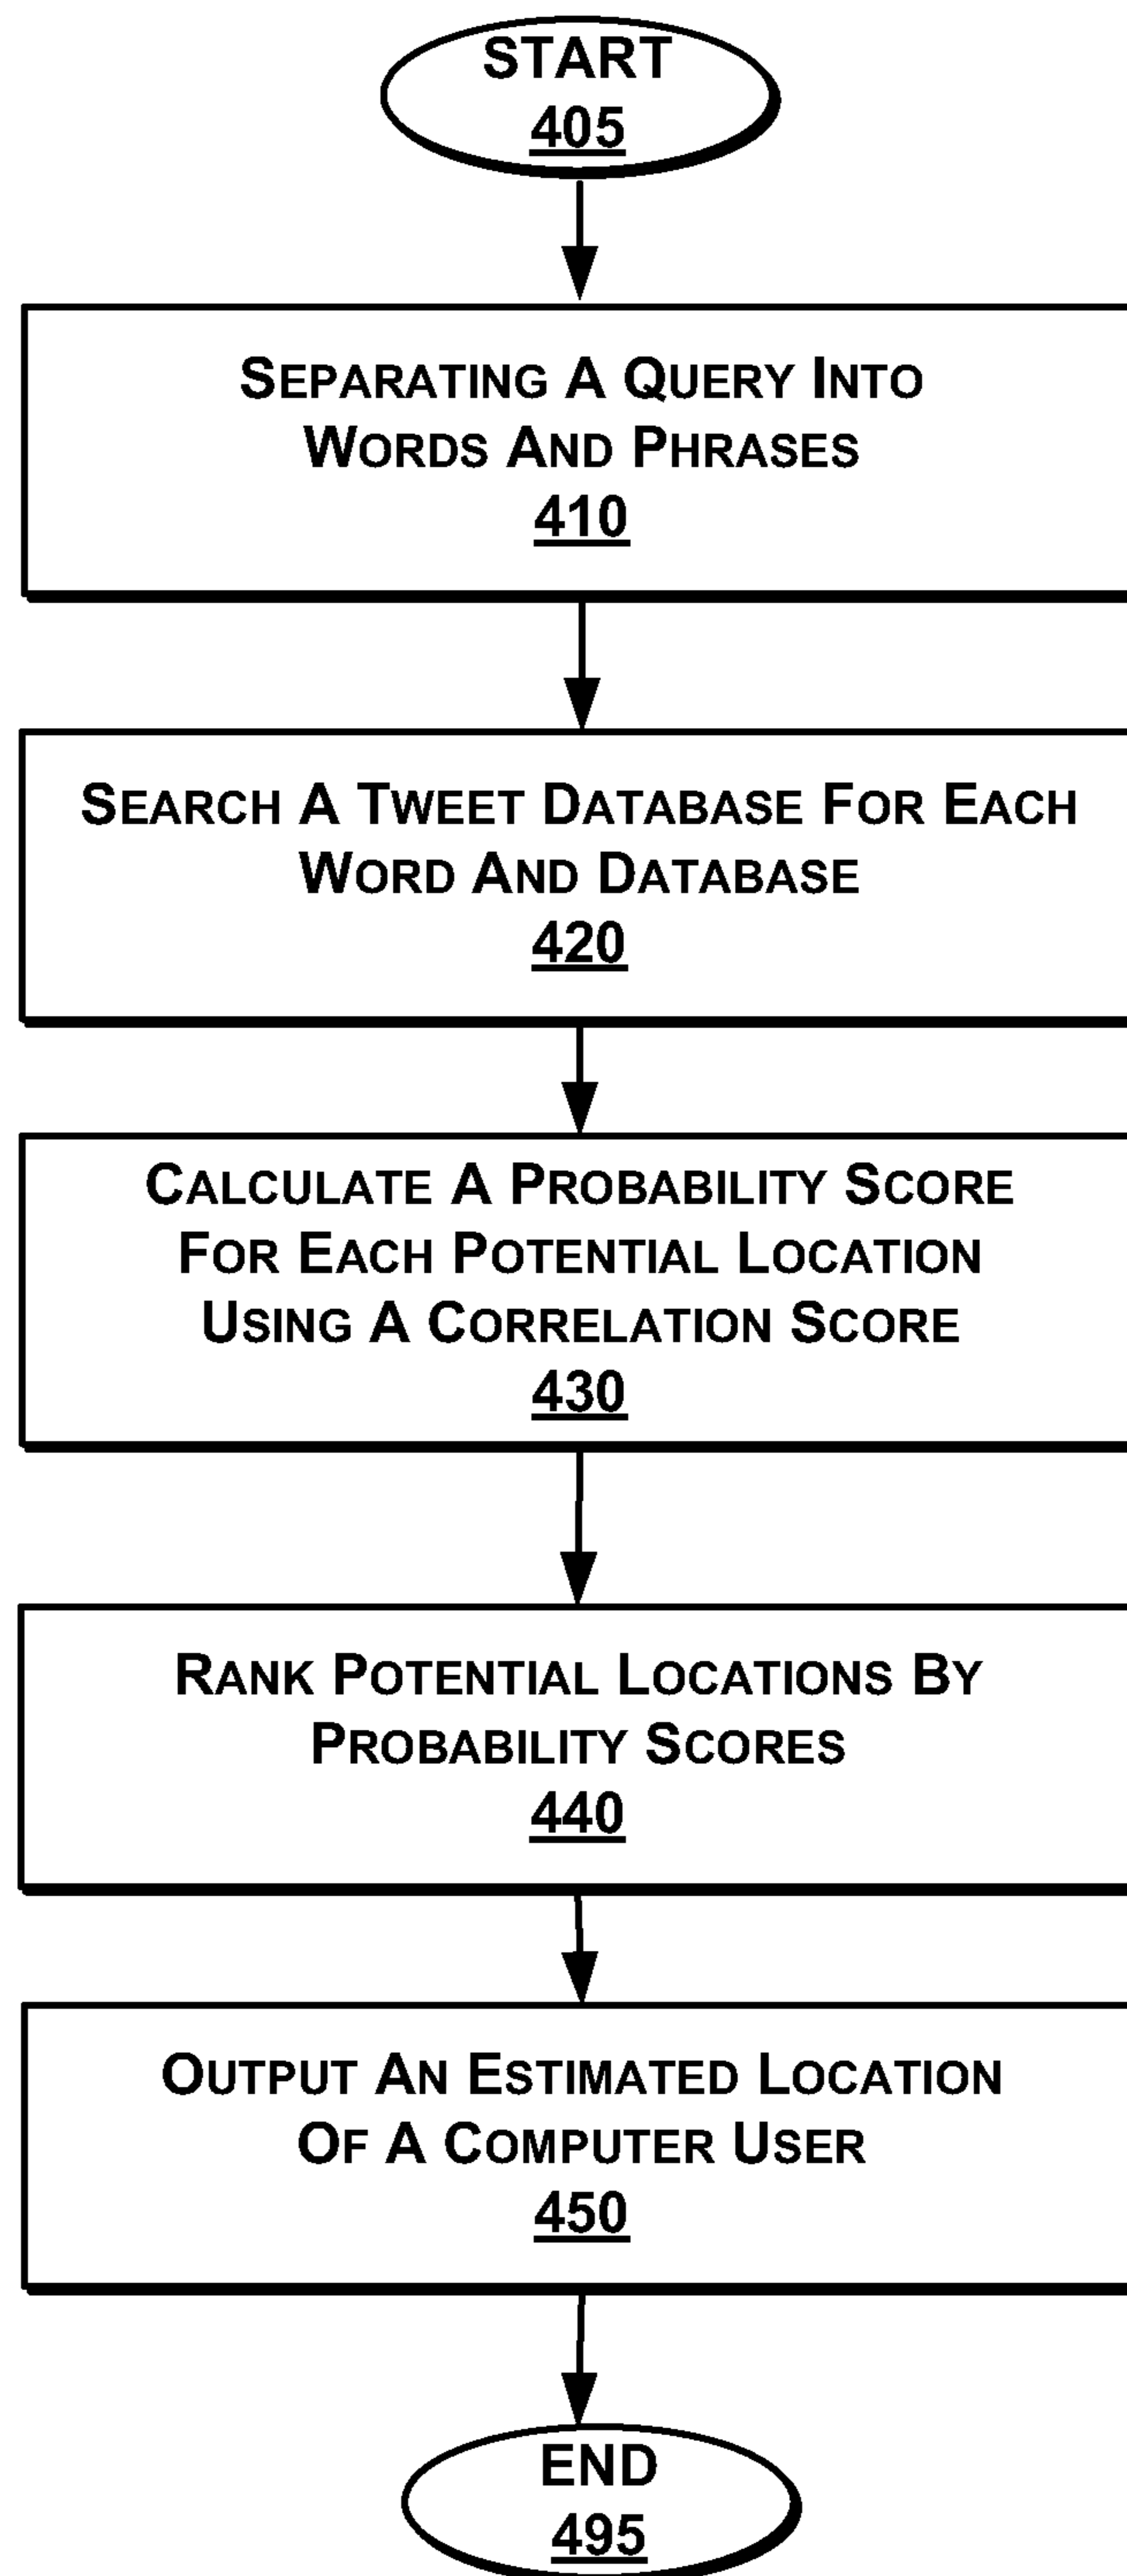 START
405
SEPARATING A QUERY INTO
WORDS AND PHRASES
410
SEARCH A TWEET DATABASE FOR EACH
WORD AND DATABASE
420
CALCULATE A PROBABILITY SCORE
FOR EACH POTENTIAL LOCATION
USING A CORRELATION SCORE
430
RANK POTENTIAL LOCATIONS BY
PROBABILITY SCORES
440
OUTPUT AN ESTIMATED LOCATION
OF A COMPUTER USER
450
END
495